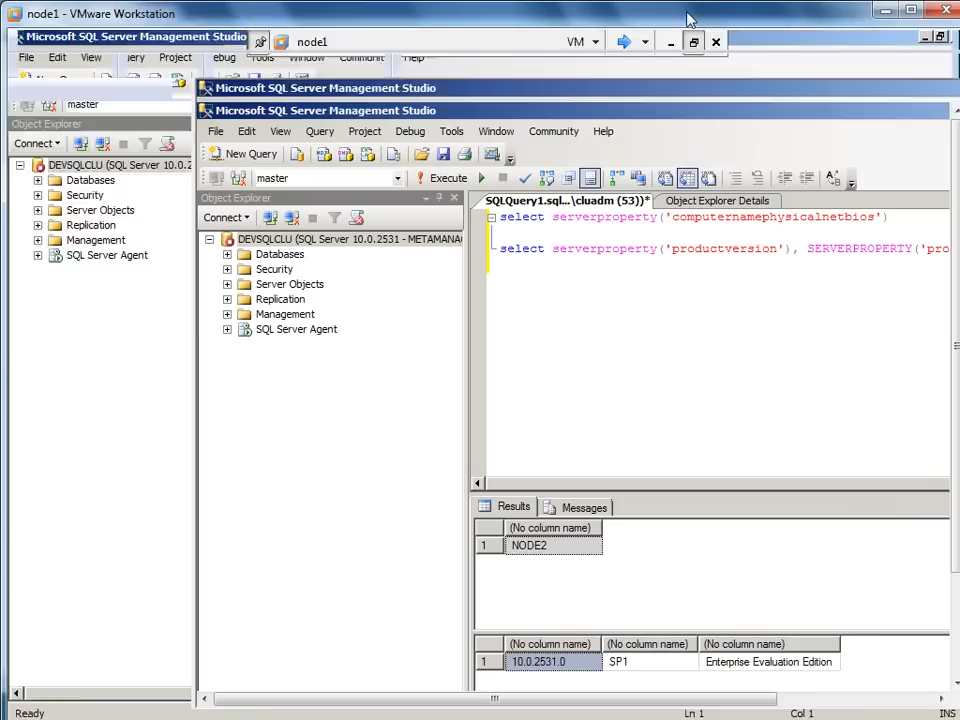 node1 - VMware Workstation
Microsoft SQL Server Management Studio
node1
VM
File Edit View
Project
Tools
Window
Help
master
Object Explorer
Connect
DEVSQLCLU (SQL Server 10.0.2
Databases
Security
Server Objects
Replication
Management
SQL Server Agent
Microsoft SQL Server Management Studio
Microsoft SQL Server Management Studio
File Edit View Query Project Debug Tools Window Community Help
New Query
master
Execute
Object Explorer
Connect
DEVSQLCLU (SQL Server 10.0.2531 - METAMANA
Databases
Security
Server Objects
Replication
Management
SQL Server Agent
SQLQuery1.sql...\cluadm (53))* Object Explorer Details
select serverproperty('computernamephysicalnetbios')
select serverproperty('productversion'), SERVERPROPERTY('pro
Results Messages
(No column name)
1 NODE2
(No column name) (No column name) (No column name)
1 10.0.2531.0 SP1 Enterprise Evaluation Edition
Ready Ln 1 Col 1 INS